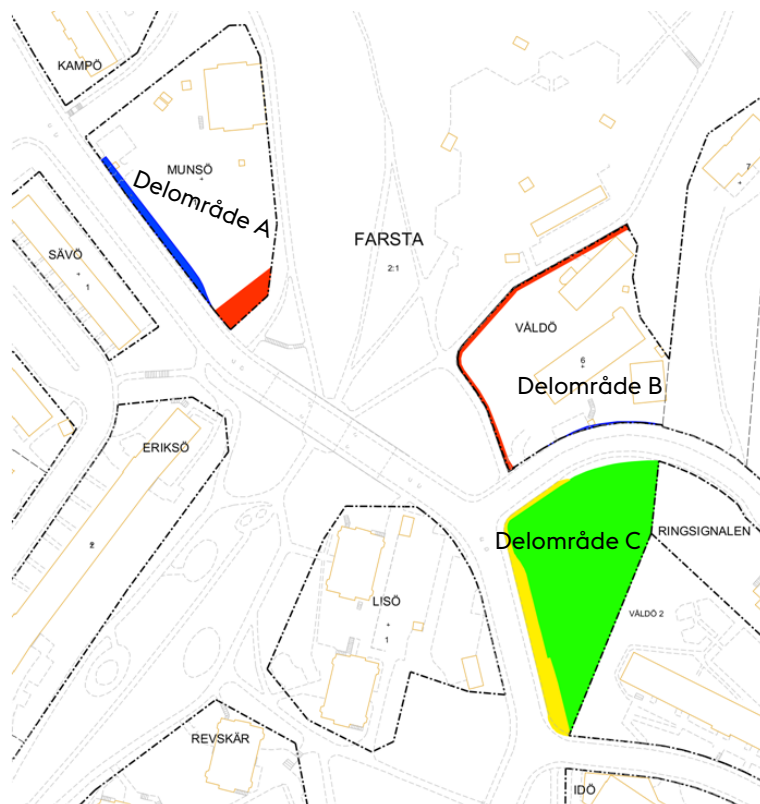 KAMPÖ
MUNSÖ
Delområde A
SÄVÖ
1
FARSTA
2:1
7
VÅLDÖ
6
Delområde B
ERIKSÖ
2
Delområde C
RINGSIGNALEN
LISÖ
1
VÅLDÖ 2
REVSKÄR
IDÖ